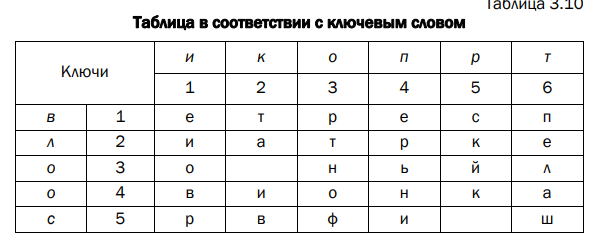 Таблица 3.10
Таблица в соответствии с ключевым словом
Ключи и к о п р т
1 2 3 4 5 6
в 1 е т р е с п
л 2 и а т р к е
о 3 о н ь й л
о 4 в и о н к а
с 5 р в ф и ш